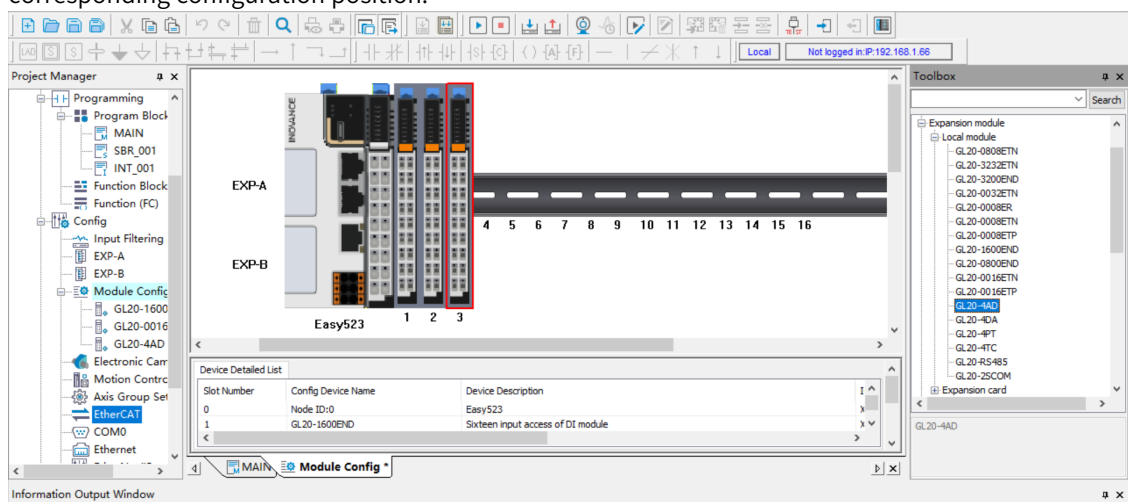 corresponding configuration position.
Local
Not logged in:IP:192.168.1.66
Project Manager
Programming
Program Block
MAIN
SBR_001
INT_001
Function Block
Function (FC)
Config
Input Filtering
EXP-A
EXP-B
Module Config
GL20-1600
GL20-0016
GL20-4AD
Electronic Cam
Motion Contro
Axis Group Set
EtherCAT
COM0
Ethernet
INOVANCE
EXP-A
EXP-B
4 5 6 7 8 9 10 11 12 13 14 15 16
Easy523
1 2 3
Device Detailed List
Slot Number Config Device Name Device Description
0 Node ID:0 Easy523
1 GL20-1600END Sixteen input access of DI module
MAIN
Module Config *
Toolbox
Search
Expansion module
Local module
GL20-0808ETN
GL20-3232ETN
GL20-3200END
GL20-0032ETN
GL20-0008ER
GL20-0008ETN
GL20-0008ETP
GL20-1600END
GL20-0800END
GL20-0016ETN
GL20-0016ETP
GL20-4AD
GL20-4DA
GL20-4PT
GL20-4TC
GL20-RS485
GL20-2SCOM
Expansion card
GL20-4AD
Information Output Window